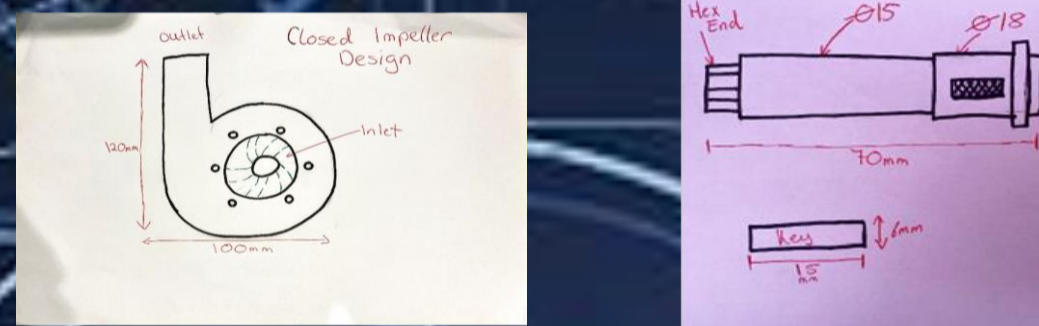 outlet
Closed Impeller
Design
Inlet
120mm
100mm
Hex
End
Ø15
Ø18
70mm
Key
6mm
15
mm